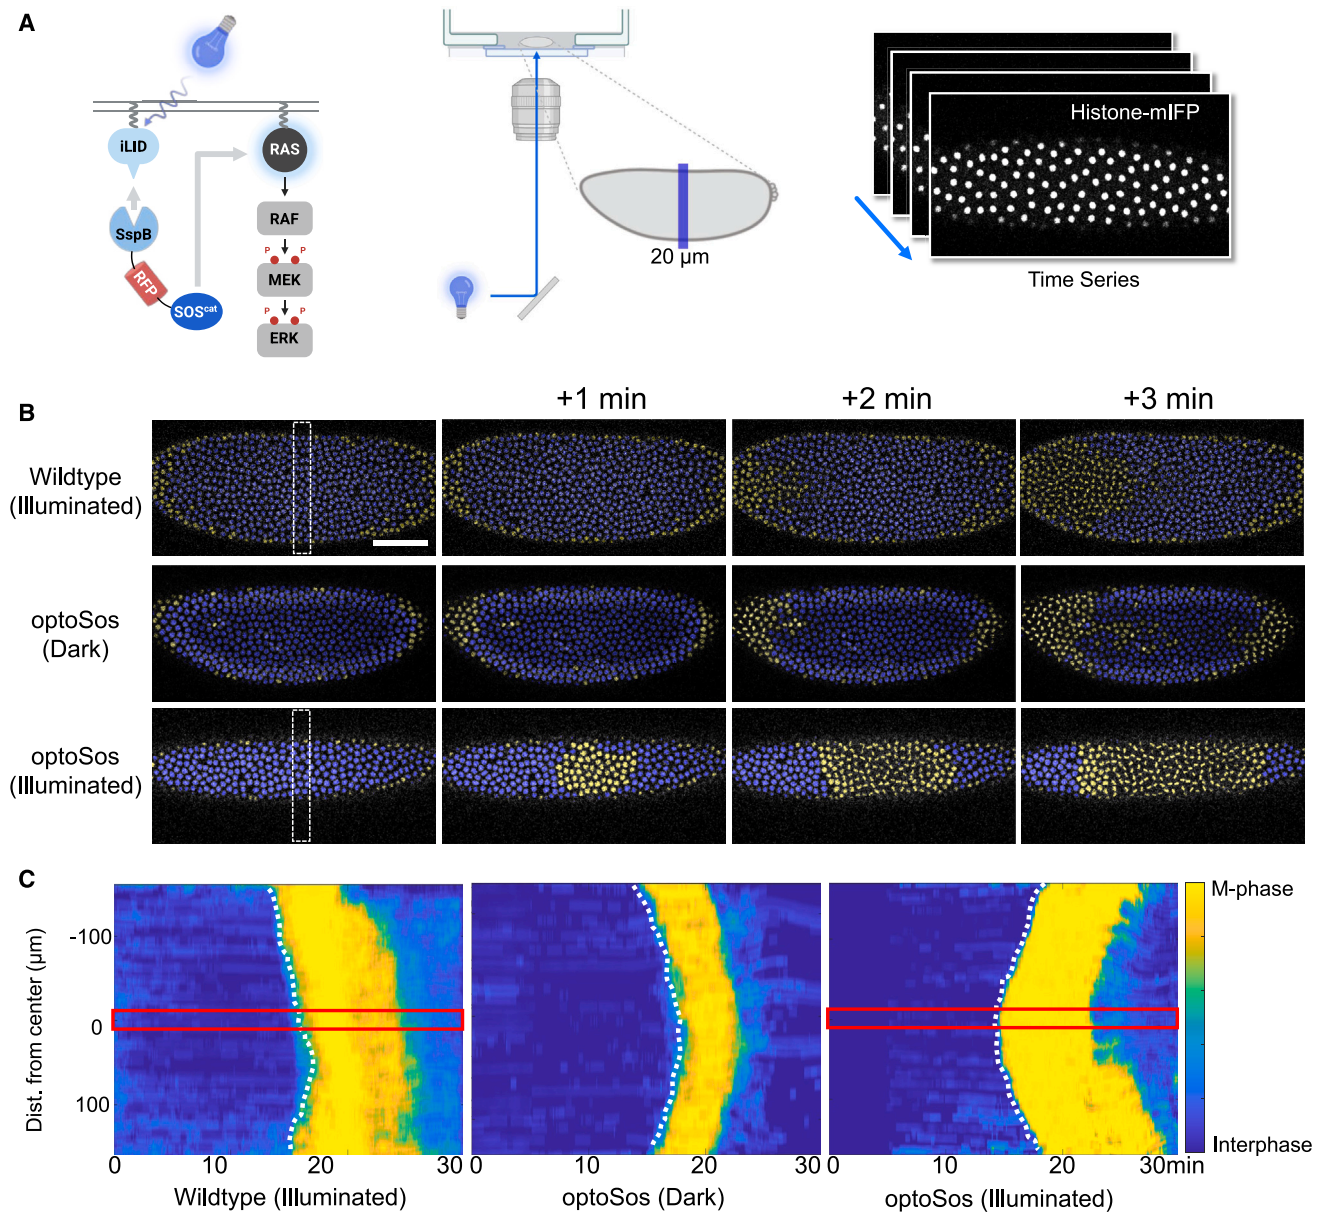 A
iLID
RAS
SspB
RAF
RFP
P P
MEK
SOScat
P P
ERK
20 µm
Histone-mIFP
Time Series
B
+1 min
+2 min
+3 min
Wildtype
(Illuminated)
optoSos
(Dark)
optoSos
(Illuminated)
C
Dist. from center (µm)
-100
0
100
M-phase
Interphase
0 10 20 30
+0 +10 20 30
0 10 20 30min
Wildtype (Illuminated)
optoSos (Dark)
optoSos (Illuminated)